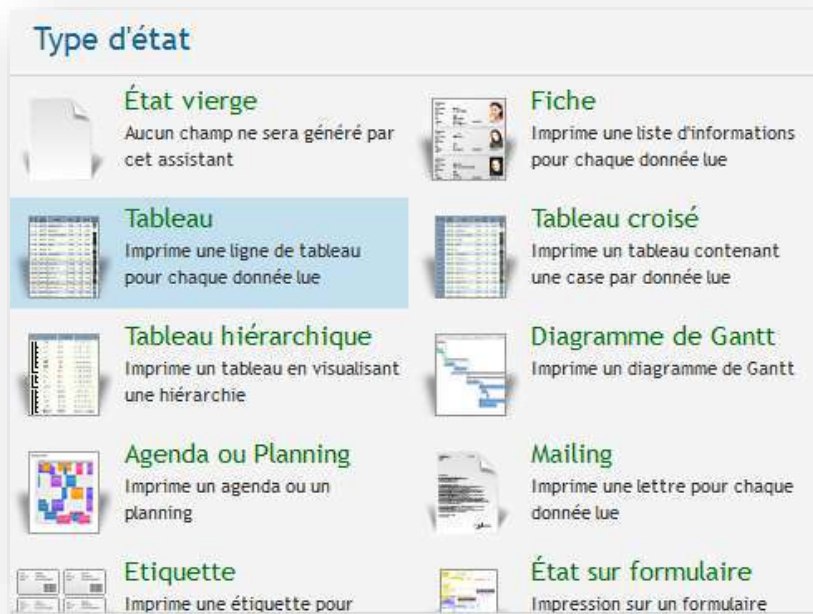 Type d'état
État vierge
Aucun champ ne sera généré par
cet assistant
Fiche
Imprime une liste d'informations
pour chaque donnée lue
Tableau
Imprime une ligne de tableau
pour chaque donnée lue
Tableau croisé
Imprime un tableau contenant
une case par donnée lue
Tableau hiérarchique
Imprime un tableau en visualisant
une hiérarchie
Diagramme de Gantt
Imprime un diagramme de Gantt
Agenda ou Planning
Imprime un agenda ou un
planning
Mailing
Imprime une lettre pour chaque
donnée lue
Etiquette
Imprime une étiquette pour
État sur formulaire
Impression sur un formulaire